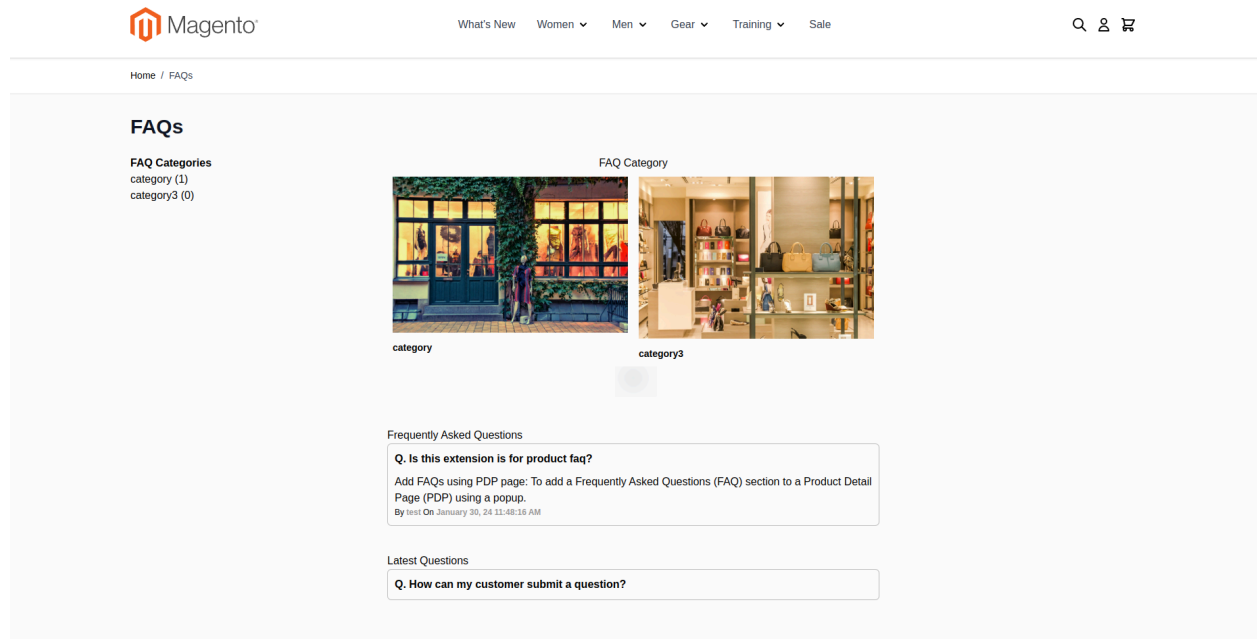 Magento
What's New Women Men Gear Training Sale
Home / FAQs
FAQs
FAQ Categories
category (1)
category3 (0)
FAQ Category
category
category3
Frequently Asked Questions
Q. Is this extension is for product faq?
Add FAQs using PDP page: To add a Frequently Asked Questions (FAQ) section to a Product Detail
Page (PDP) using a popup.
By test On January 30, 24 11:48:16 AM
Latest Questions
Q. How can my customer submit a question?